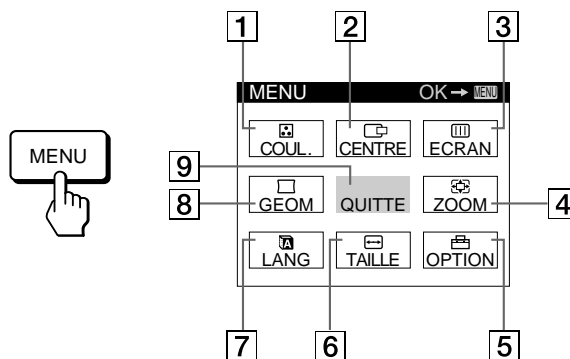 1 2 3
MENU OK → MENU
COUL. CENTRE ECRAN
MENU
9
8 GEOM QUITTE ZOOM 4
LANG TAILLE OPTION
7 6 5